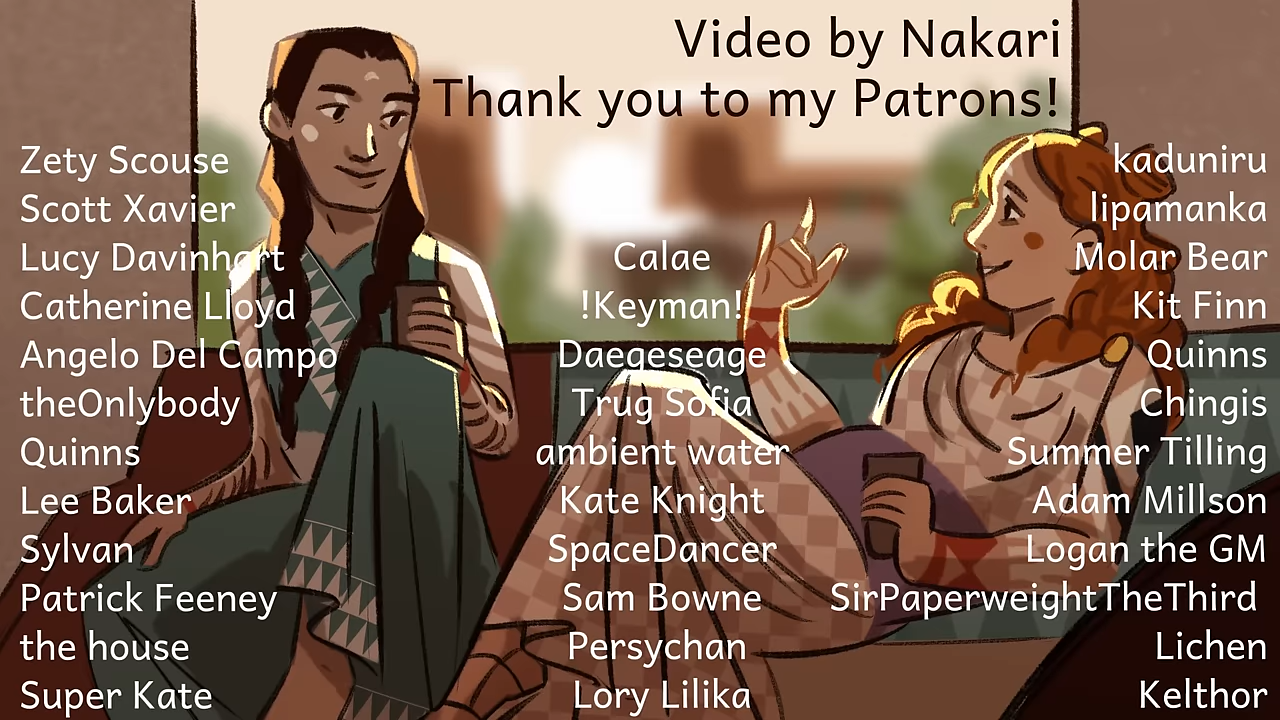 Video by Nakari
Thank you to my Patrons!
Zety Scouse
Scott Xavier
Lucy Davinhart
Catherine Lloyd
Angelo Del Campo
theOnlybody
Quinns
Lee Baker
Sylvan
Patrick Feeney
the house
Super Kate
Calae
!Keyman!
Daegeseage
Trug Sofia
ambient water
Kate Knight
SpaceDancer
Sam Bowne
Persychan
Lory Lilika
kaduniru
lipamanka
Molar Bear
Kit Finn
Quinns
Chingis
Summer Tilling
Adam Millson
Logan the GM
SirPaperweightTheThird
Lichen
Kelthor